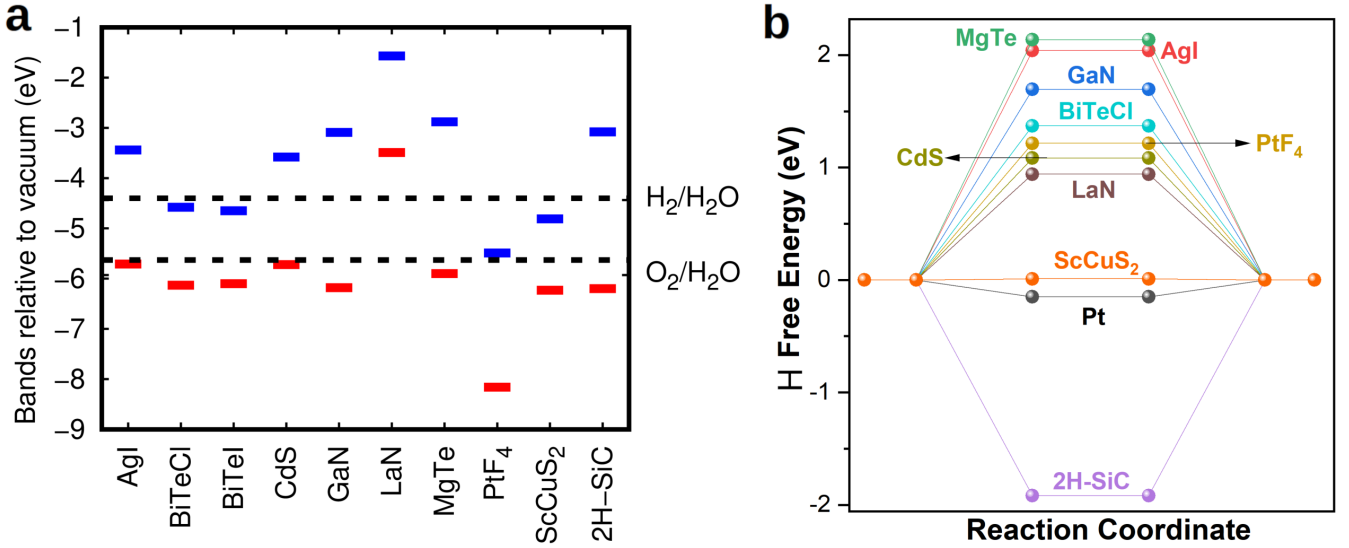 a
Bands relative to vacuum (eV)
−1
−2
−3
−4
−5
−6
−7
−8
−9
H₂/H₂O
O₂/H₂O
AgI
BiTeCl
BiTeI
CdS
GaN
LaN
MgTe
PtF₄
ScCuS₂
2H−SiC
b
H Free Energy (eV)
2
1
0
-1
-2
MgTe
AgI
GaN
BiTeCl
PtF₄
CdS
LaN
ScCuS₂
Pt
2H-SiC
Reaction Coordinate